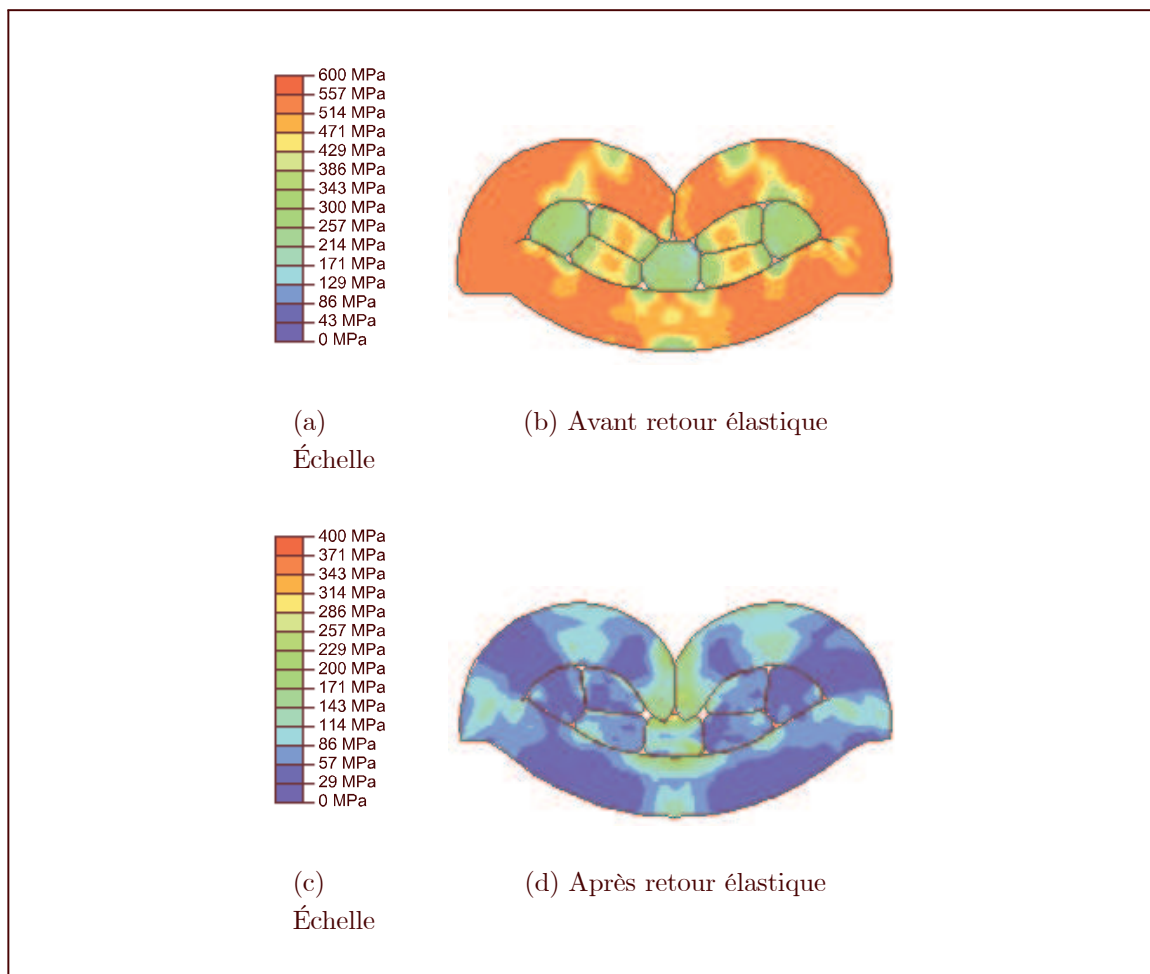 600 MPa
557 MPa
514 MPa
471 MPa
429 MPa
386 MPa
343 MPa
300 MPa
257 MPa
214 MPa
171 MPa
129 MPa
86 MPa
43 MPa
0 MPa
(a)
Échelle
(b) Avant retour élastique
400 MPa
371 MPa
343 MPa
314 MPa
286 MPa
257 MPa
229 MPa
200 MPa
171 MPa
143 MPa
114 MPa
86 MPa
57 MPa
29 MPa
0 MPa
(c)
Échelle
(d) Après retour élastique